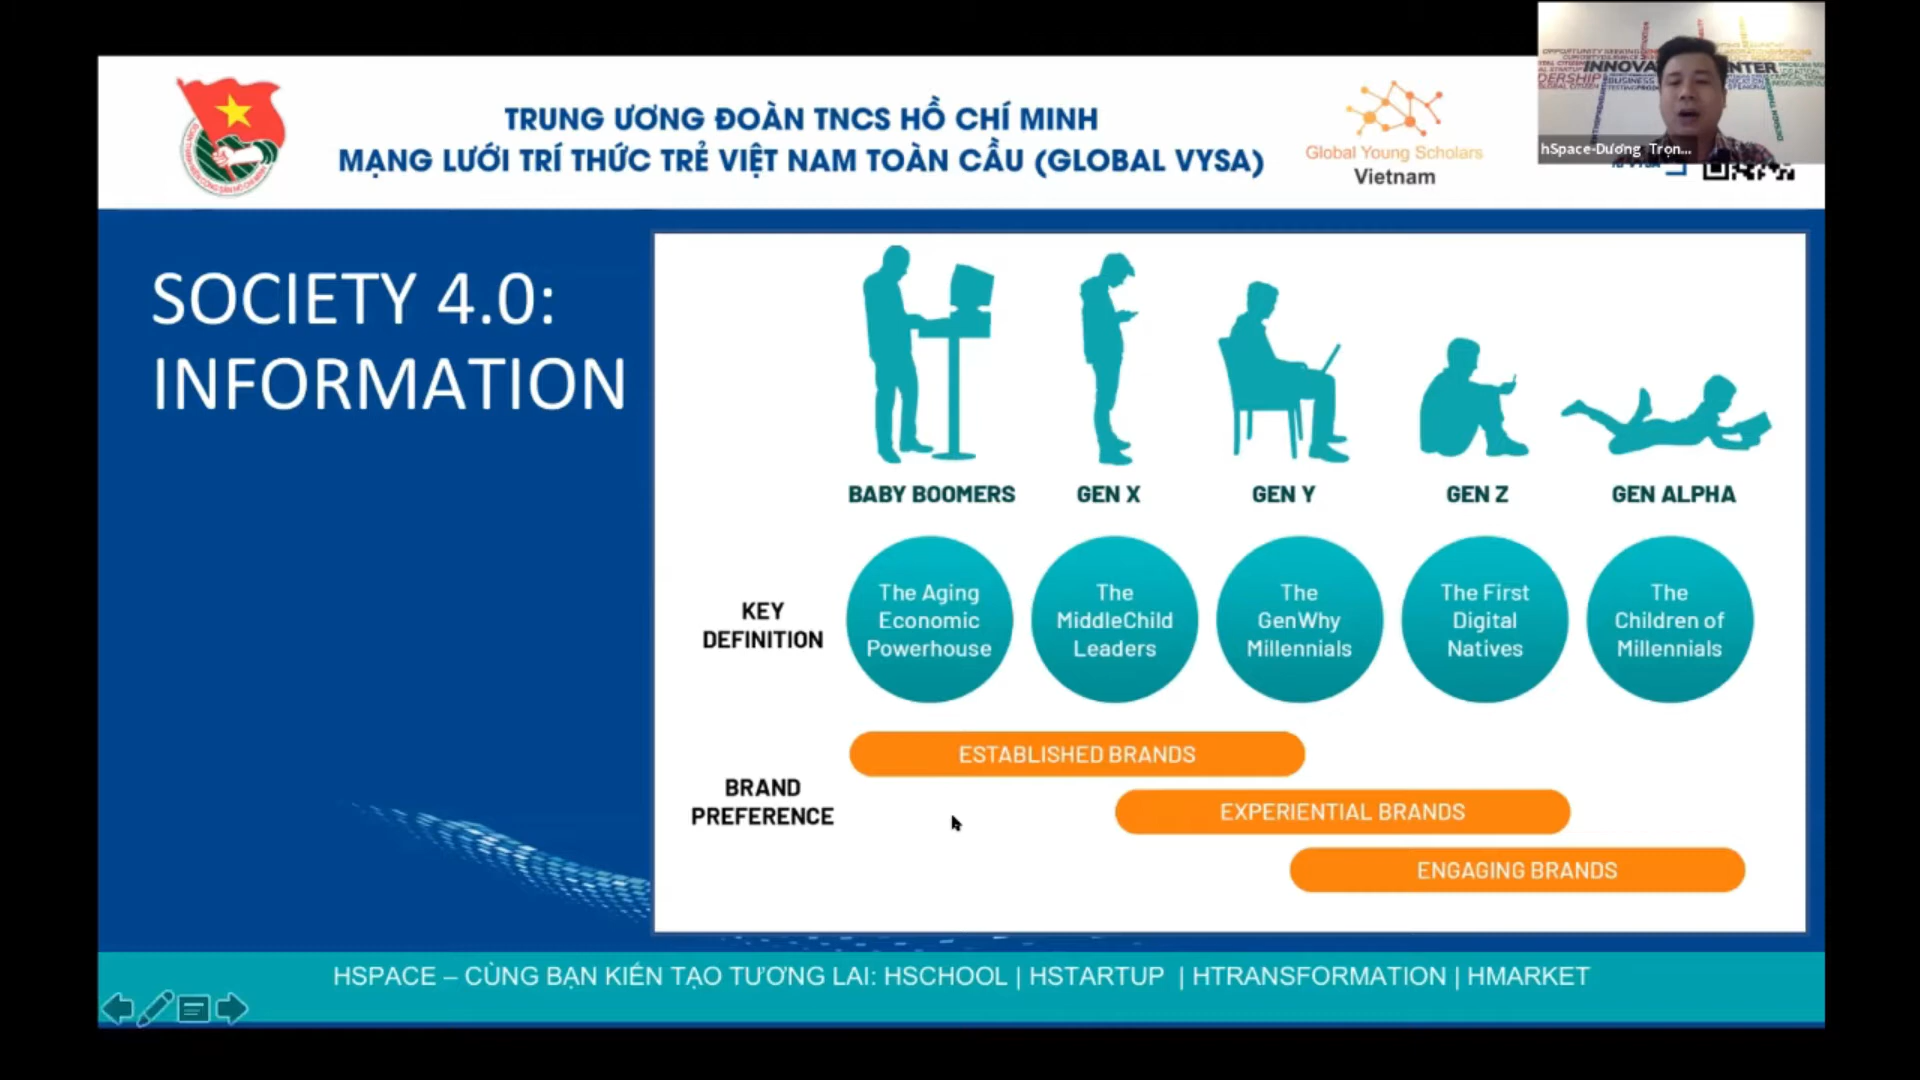 TRUNG ƯƠNG ĐOÀN TNCS HỒ CHÍ MINH
MẠNG LƯỚI TRÍ THỨC TRẺ VIỆT NAM TOÀN CẦU (GLOBAL VYSA)
Global Young Scholars
Vietnam
hSpace-Dương Trọn...
SOCIETY 4.0:
INFORMATION
BABY BOOMERS GEN X GEN Y GEN Z GEN ALPHA
KEY
DEFINITION
The Aging
Economic
Powerhouse
The
MiddleChild
Leaders
The
GenWhy
Millennials
The First
Digital
Natives
The
Children of
Millennials
BRAND
PREFERENCE
ESTABLISHED BRANDS
EXPERIENTIAL BRANDS
ENGAGING BRANDS
HSPACE – CÙNG BẠN KIẾN TẠO TƯƠNG LAI: HSCHOOL | HSTARTUP | HTRANSFORMATION | HMARKET